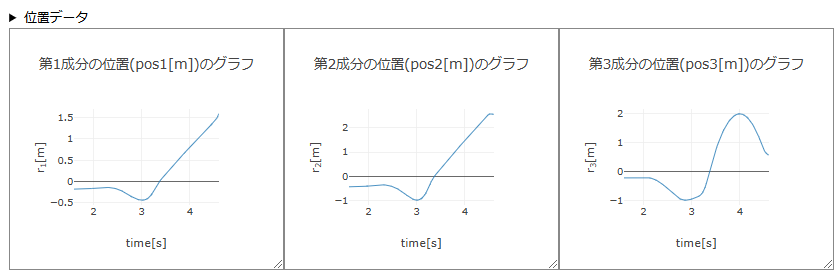 ▶ 位置データ
第1成分の位置(pos1[m])のグラフ
1.5
1
0.5
0
−0.5
2
3
4
r1[m]
time[s]
第2成分の位置(pos2[m])のグラフ
2
1
0
−1
2
3
4
r2[m]
time[s]
第3成分の位置(pos3[m])のグラフ
2
1
0
−1
2
3
4
r3[m]
time[s]